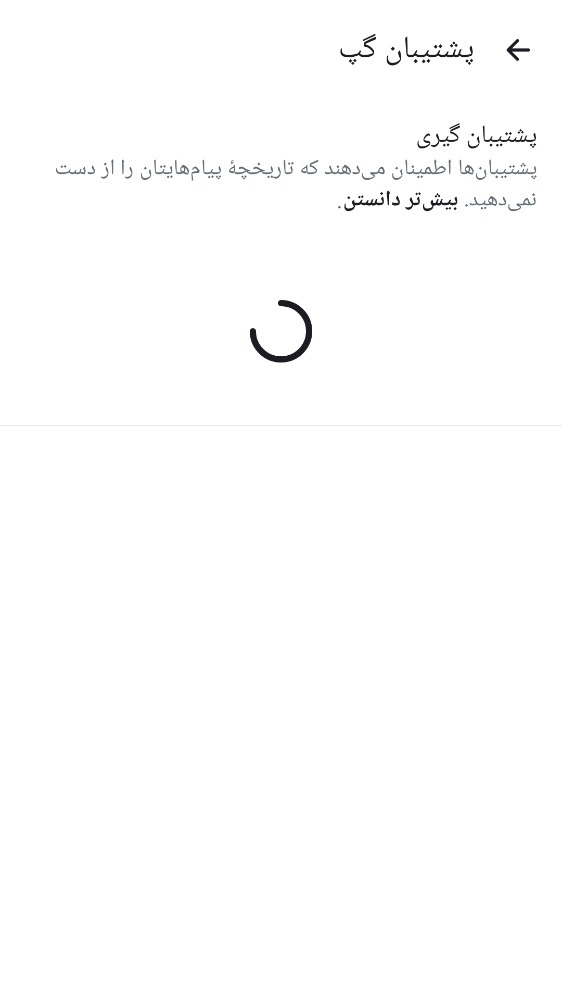 پشتیبان گپ
پشتیبان گیری
پشتیبان‌ها اطمینان می‌دهند که تاریخچهٔ پیام‌هایتان را از دست
نمی‌دهید. بیش‌تر دانستن.